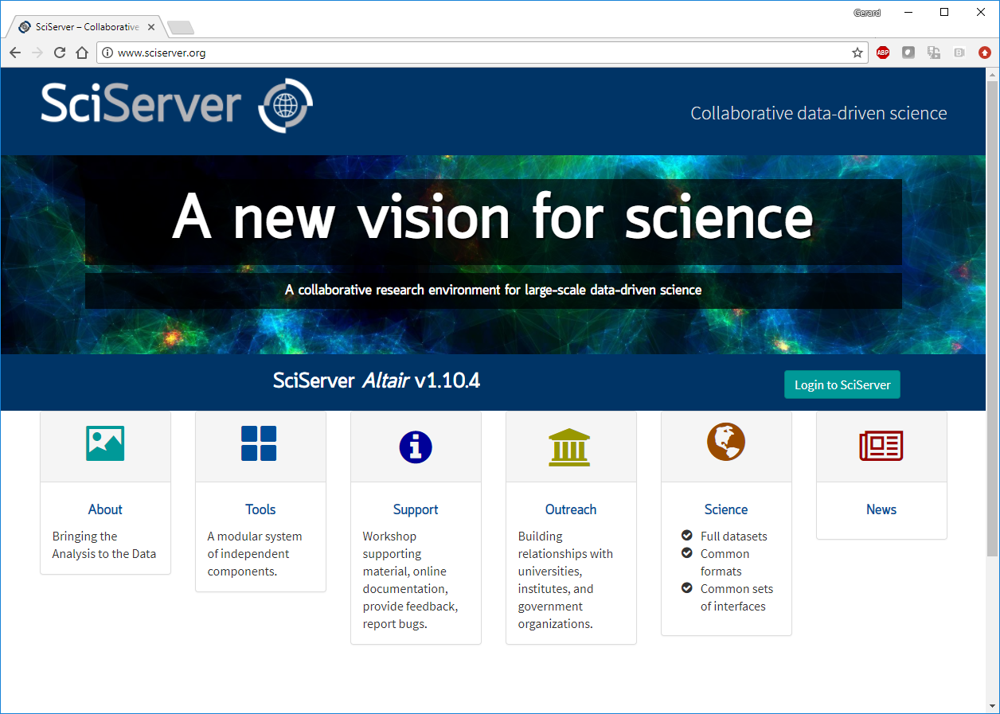 Gerard
SciServer – Collaborative
www.sciserver.org
ABP
SciServer
Collaborative data-driven science
A new vision for science
A collaborative research environment for large-scale data-driven science
SciServer Altair v1.10.4
Login to SciServer
About
Bringing the
Analysis to the Data
Tools
A modular system
of independent
components.
Support
Workshop
supporting
material, online
documentation,
provide feedback,
report bugs.
Outreach
Building
relationships with
universities,
institutes, and
government
organizations.
Science
Full datasets
Common
formats
Common sets
of interfaces
News